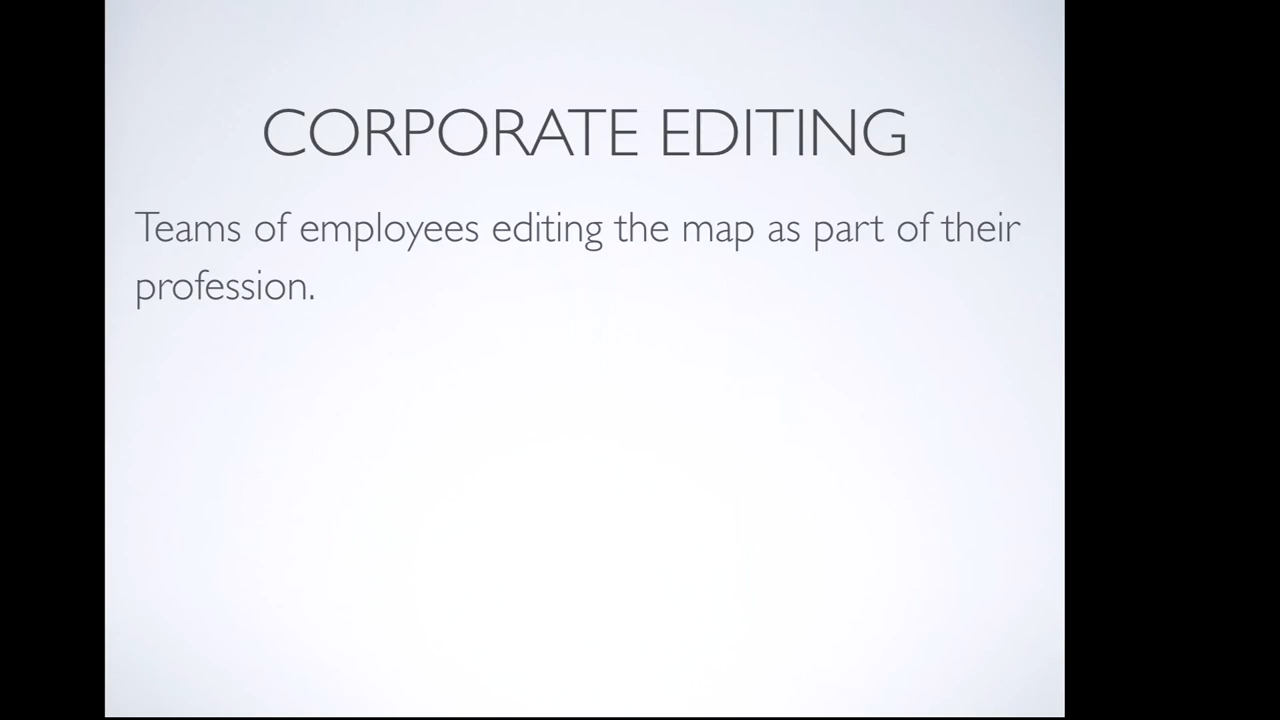 CORPORATE EDITING
Teams of employees editing the map as part of their
profession.